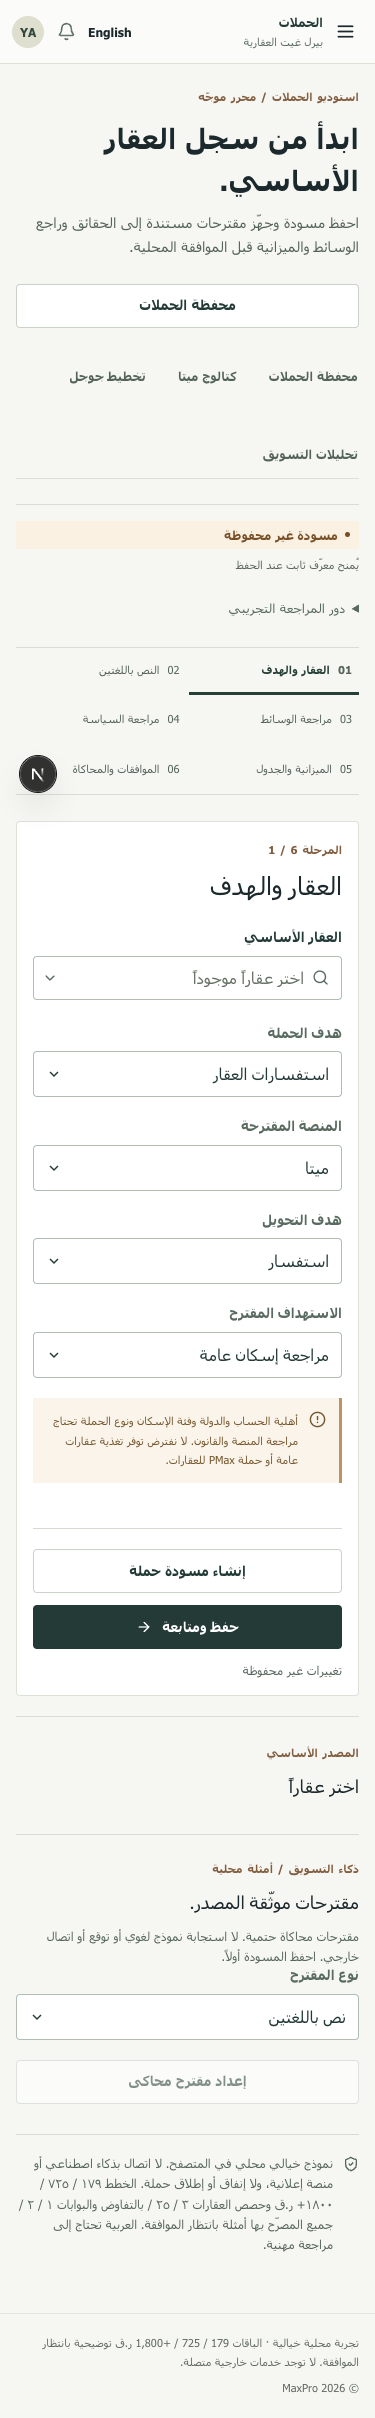 الحملات
بيرل غيت العقارية
English
YA
استوديو الحملات / محرر موجّه
ابدأ من سجل العقار
الأساسي.
احفظ مسودة وجهّز مقترحات مستندة إلى الحقائق وراجع
الوسائط والميزانية قبل الموافقة المحلية.
محفظة الحملات
محفظة الحملات
كتالوج ميتا
تخطيط جوجل
تحليلات التسويق
• مسودة غير محفوظة
يُمنح معرّف ثابت عند الحفظ
دور المراجعة التجريبي
01 العقار والهدف
02 النص باللغتين
03 مراجعة الوسائط
04 مراجعة السياسة
05 الميزانية والجدول
06 الموافقات والمحاكاة
N
المرحلة 6 / 1
العقار والهدف
العقار الأساسي
اختر عقاراً موجوداً
هدف الحملة
استفسارات العقار
المنصة المقترحة
ميتا
هدف التحويل
استفسار
الاستهداف المقترح
مراجعة إسكان عامة
أهلية الحساب والدولة وفئة الإسكان ونوع الحملة تحتاج
مراجعة المنصة والقانون. لا نفترض توفر تغذية عقارات
عامة أو حملة PMax للعقارات.
إنشاء مسودة حملة
حفظ ومتابعة
تغييرات غير محفوظة
المصدر الأساسي
اختر عقاراً
ذكاء التسويق / أمثلة محلية
مقترحات موثّقة المصدر.
مقترحات محاكاة حتمية. لا استجابة نموذج لغوي أو توقع أو اتصال
خارجي. احفظ المسودة أولاً.
نوع المقترح
نص باللغتين
إعداد مقترح محاكى
نموذج خيالي محلي في المتصفح. لا اتصال بذكاء اصطناعي أو
منصة إعلانية، ولا إنفاق أو إطلاق حملة. الخطط ١٧٩ / ٧٢٥ /
١٨٠٠+ ر.ق وحصص العقارات ٣ / ٢٥ / بالتفاوض والبوابات ١ / ٢ /
جميع المصرّح بها أمثلة بانتظار الموافقة. العربية تحتاج إلى
مراجعة مهنية.
تجربة محلية خيالية · الباقات 179 / 725 / +1,800 ر.ق توضيحية بانتظار
الموافقة. لا توجد خدمات خارجية متصلة.
© 2026 MaxPro